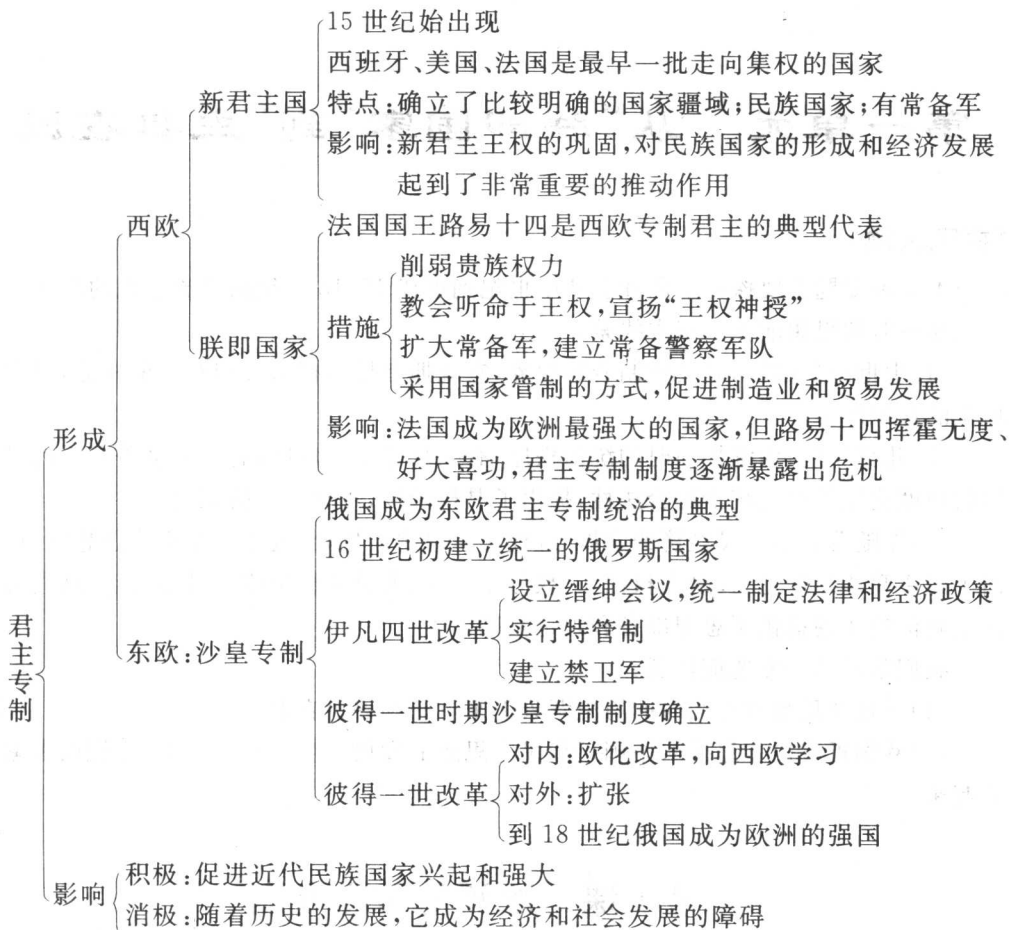 15 世纪始出现
西班牙、美国、法国是最早一批走向集权的国家
新君主国
特点:确立了比较明确的国家疆域;民族国家;有常备军
影响:新君主王权的巩固,对民族国家的形成和经济发展
起到了非常重要的推动作用
西欧
法国国王路易十四是西欧专制君主的典型代表
削弱贵族权力
教会听命于王权,宣扬“王权神授”
措施
朕即国家
扩大常备军,建立常备警察军队
采用国家管制的方式,促进制造业和贸易发展
形成
影响:法国成为欧洲最强大的国家,但路易十四挥霍无度、
好大喜功,君主专制制度逐渐暴露出危机
俄国成为东欧君主专制统治的典型
16 世纪初建立统一的俄罗斯国家
设立缙绅会议,统一制定法律和经济政策
君主专制
东欧:沙皇专制
伊凡四世改革
实行特管制
建立禁卫军
彼得一世时期沙皇专制制度确立
对内:欧化改革,向西欧学习
彼得一世改革
对外:扩张
到 18 世纪俄国成为欧洲的强国
影响
积极:促进近代民族国家兴起和强大
消极:随着历史的发展,它成为经济和社会发展的障碍